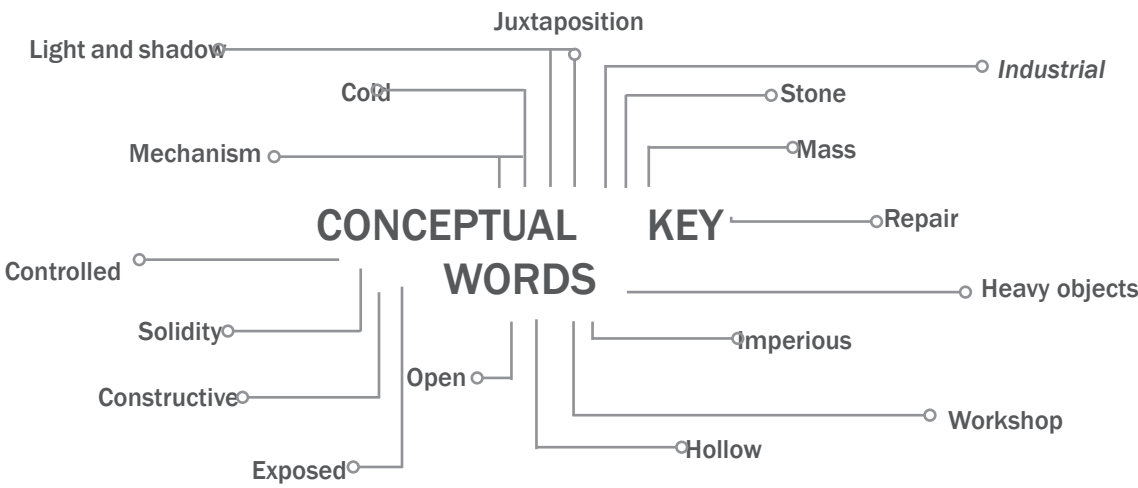 Juxtaposition
Light and shadow
Industrial
Cold
Stone
Mechanism
Mass
CONCEPTUAL KEY
WORDS
Repair
Controlled
Heavy objects
Solidity
Imperious
Open
Constructive
Workshop
Hollow
Exposed